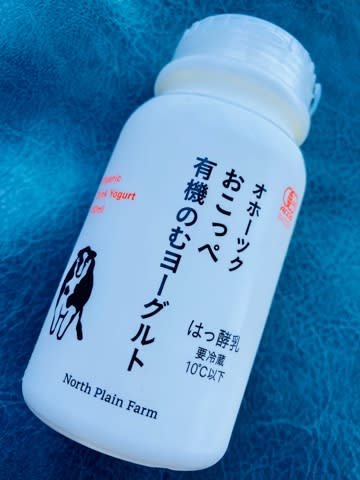 オホーツク
おこっぺ
有機のむヨーグルト
はっ酵乳
要冷蔵
10℃以下
Yogurt
North Plain Farm